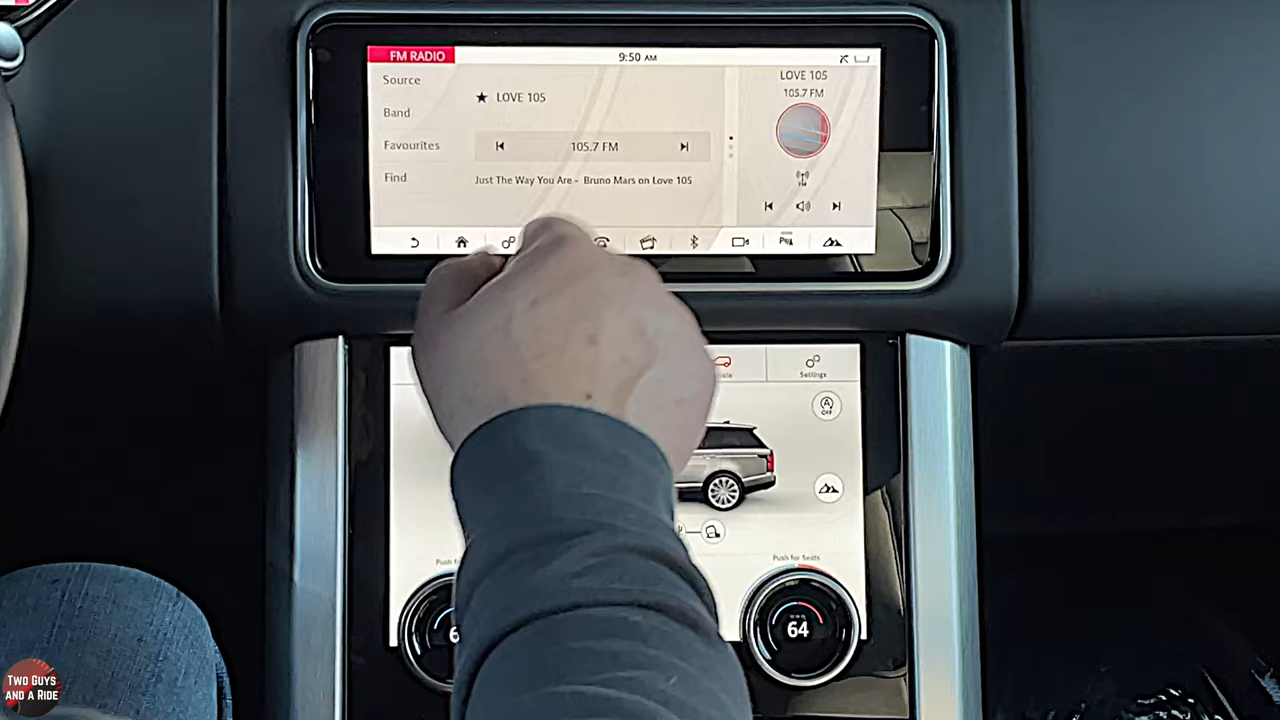 FM RADIO
9:50 AM
Source
Band
Favourites
Find
★ LOVE 105
105.7 FM
Just The Way You Are - Bruno Mars on Love 105
LOVE 105
105.7 FM
FM
Settings
OFF
Push for Seats
64
TWO GUYS
AND A RIDE